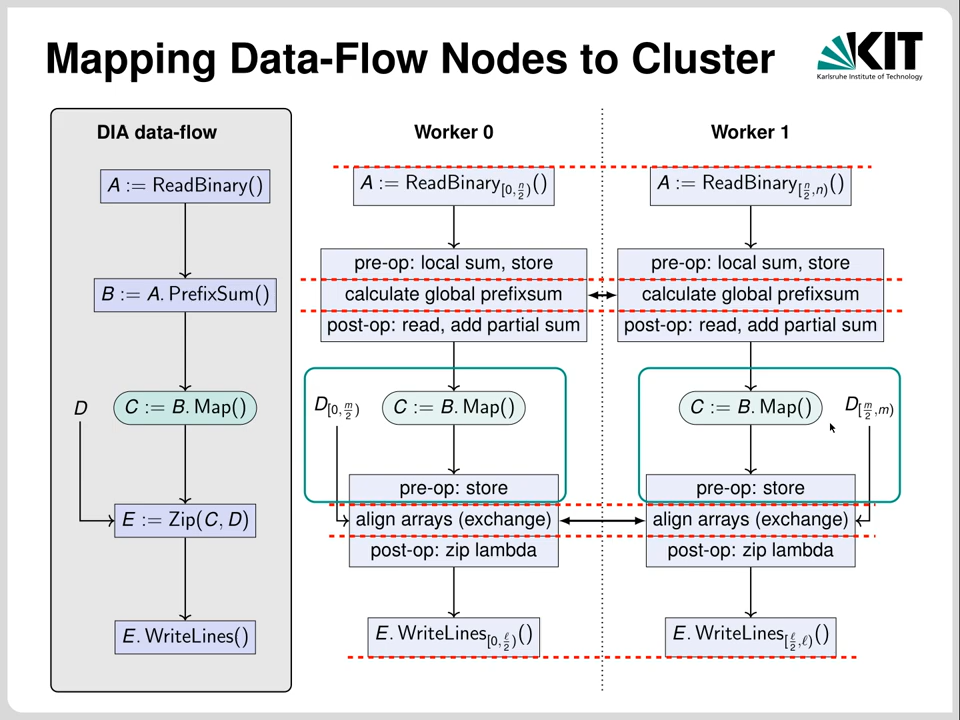 Mapping Data-Flow Nodes to Cluster
KIT
Karlsruhe Institute of Technology
DIA data-flow
A := ReadBinary()
B := A.PrefixSum()
D
C := B.Map()
E := Zip(C, D)
E.WriteLines()
Worker 0
A := ReadBinary[0,n/2)()
pre-op: local sum, store
calculate global prefixsum
post-op: read, add partial sum
D[0,m/2)
C := B.Map()
pre-op: store
align arrays (exchange)
post-op: zip lambda
E.WriteLines[0,ℓ/2)()
Worker 1
A := ReadBinary[n/2,n)()
pre-op: local sum, store
calculate global prefixsum
post-op: read, add partial sum
C := B.Map()
D[m/2,m)
pre-op: store
align arrays (exchange)
post-op: zip lambda
E.WriteLines[ℓ/2,ℓ)()